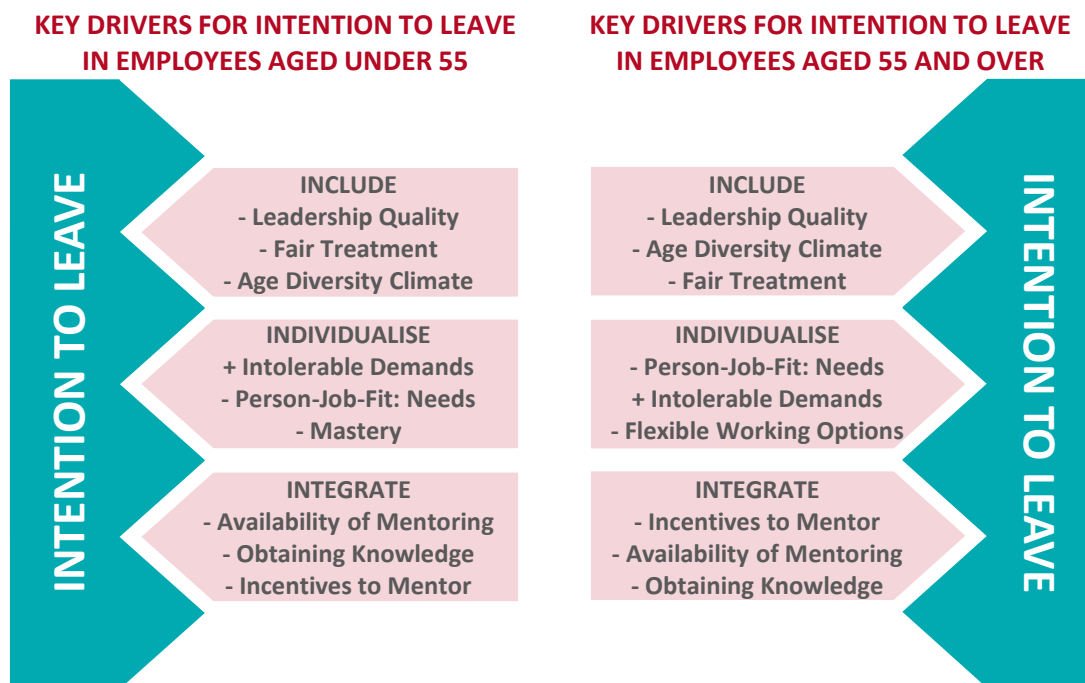 KEY DRIVERS FOR INTENTION TO LEAVE
IN EMPLOYEES AGED UNDER 55
INTENTION TO LEAVE
INCLUDE
- Leadership Quality
- Fair Treatment
- Age Diversity Climate
INDIVIDUALISE
+ Intolerable Demands
- Person-Job-Fit: Needs
- Mastery
INTEGRATE
- Availability of Mentoring
- Obtaining Knowledge
- Incentives to Mentor
KEY DRIVERS FOR INTENTION TO LEAVE
IN EMPLOYEES AGED 55 AND OVER
INCLUDE
- Leadership Quality
- Age Diversity Climate
- Fair Treatment
INDIVIDUALISE
- Person-Job-Fit: Needs
+ Intolerable Demands
- Flexible Working Options
INTEGRATE
- Incentives to Mentor
- Availability of Mentoring
- Obtaining Knowledge
INTENTION TO LEAVE